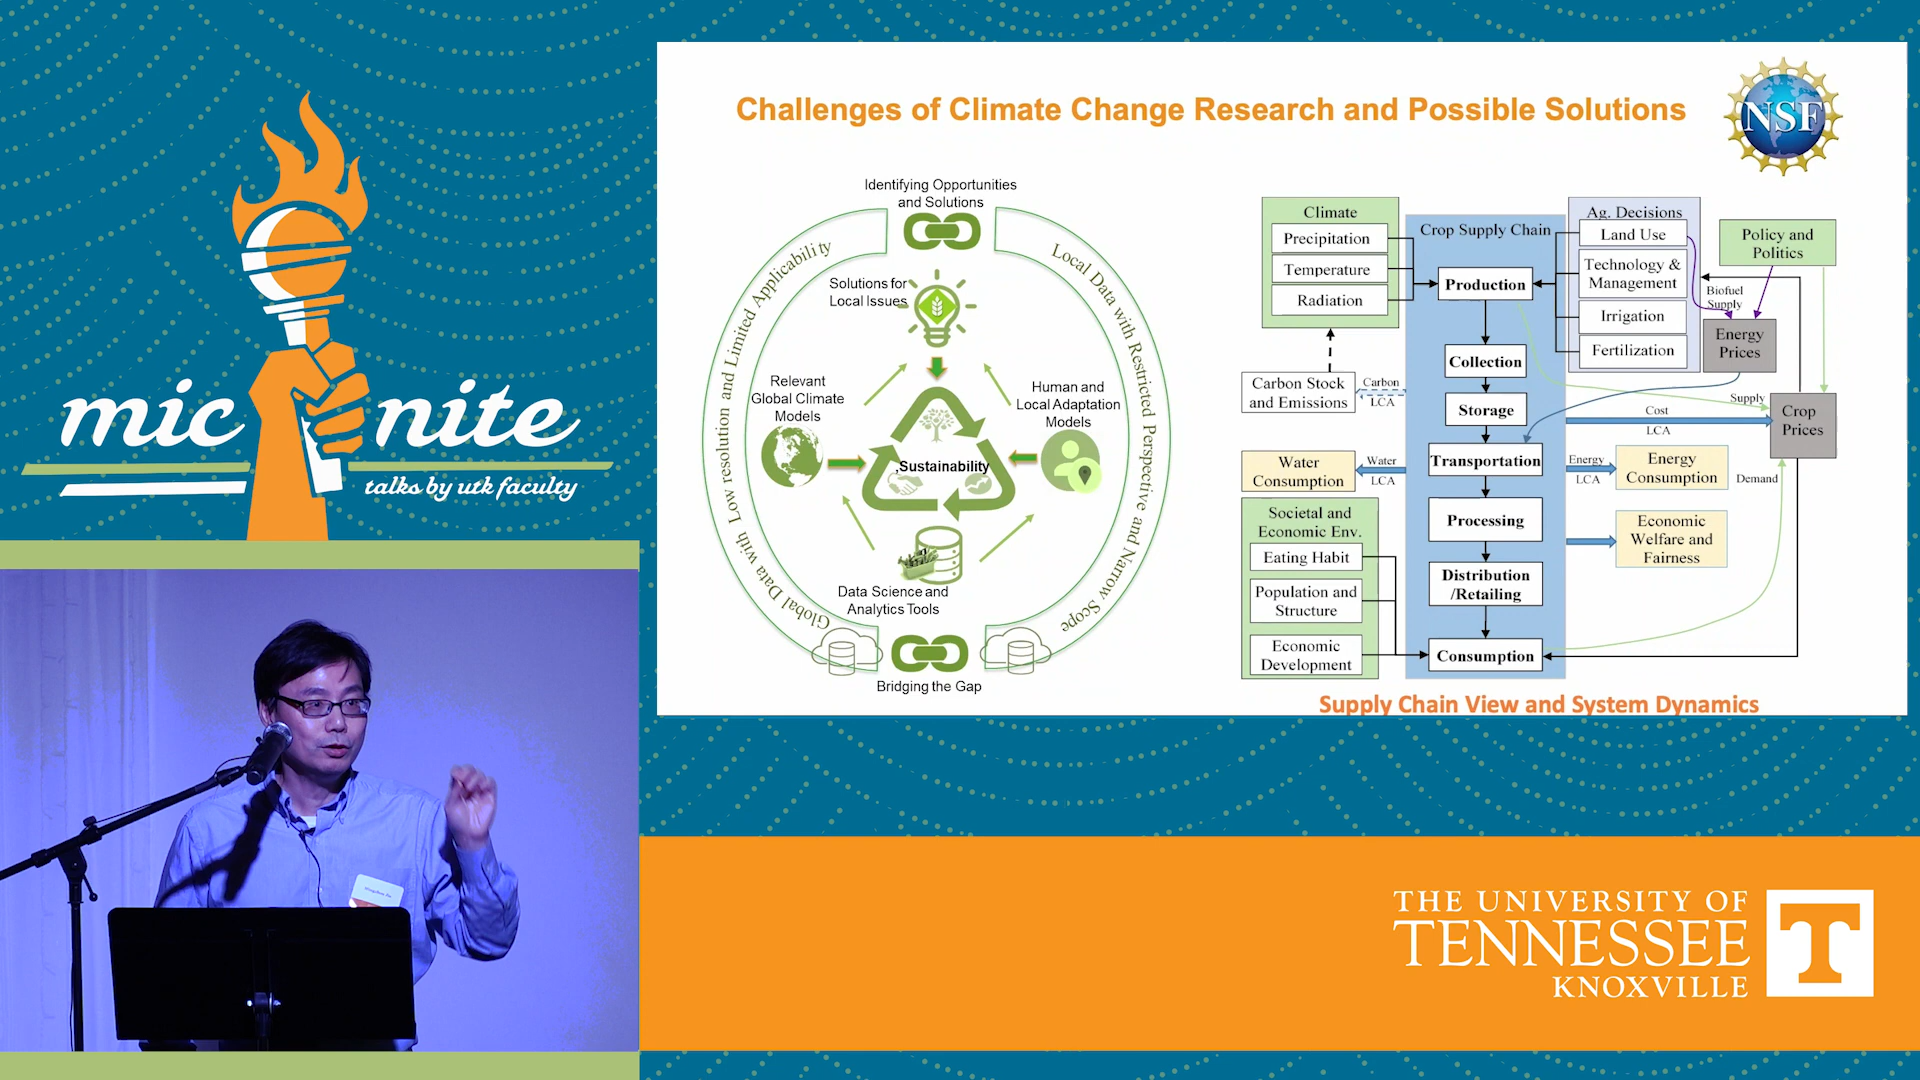 mic nite
talks by utk faculty
Challenges of Climate Change Research and Possible Solutions
NSF
Identifying Opportunities
and Solutions
Global Data with Low resolution and Limited Applicability
Local Data with Restricted Perspective and Narrow Scope
Solutions for
Local Issues
Relevant
Global Climate
Models
Human and
Local Adaptation
Models
,Sustainability
Data Science and
Analytics Tools
Bridging the Gap
Climate
Precipitation
Temperature
Radiation
Carbon Stock
and Emissions
Carbon
LCA
Water
Consumption
Water
LCA
Societal and
Economic Env.
Eating Habit
Population and
Structure
Economic
Development
Crop Supply Chain
Production
Collection
Storage
Transportation
Processing
Distribution
/Retailing
Consumption
Ag. Decisions
Land Use
Technology &
Management
Irrigation
Fertilization
Policy and
Politics
Biofuel
Supply
Energy
Prices
Supply
Cost
LCA
Crop
Prices
Energy
LCA
Energy
Consumption
Demand
Economic
Welfare and
Fairness
Supply Chain View and System Dynamics
THE UNIVERSITY OF
TENNESSEE
KNOXVILLE
T